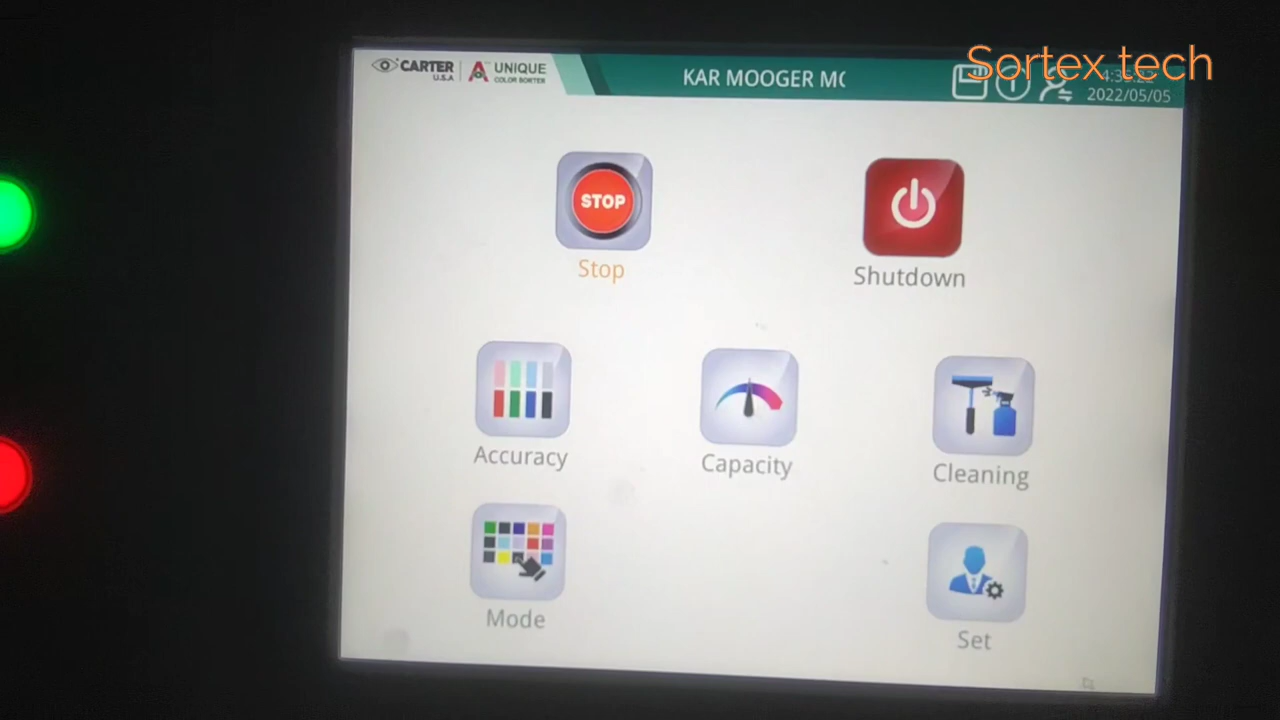 CARTER
U.S.A
UNIQUE
COLOR SORTER
KAR MOOGER MC
Sortex tech
2022/05/05
STOP
Stop
Shutdown
Accuracy
Capacity
Cleaning
Mode
Set